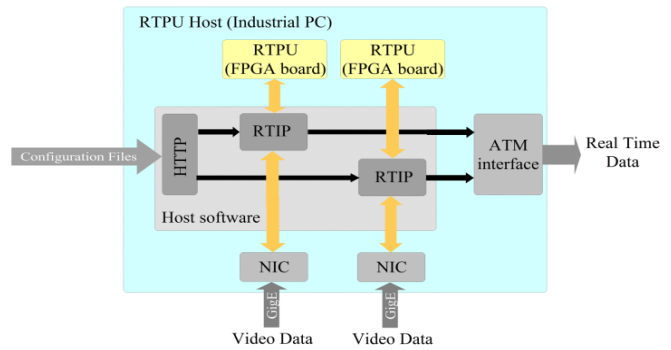 RTPU Host (Industrial PC)
RTPU
(FPGA board)
RTPU
(FPGA board)
Configuration Files
HTTP
RTIP
RTIP
ATM
interface
Real Time
Data
Host software
NIC
NIC
GigE
GigE
Video Data
Video Data